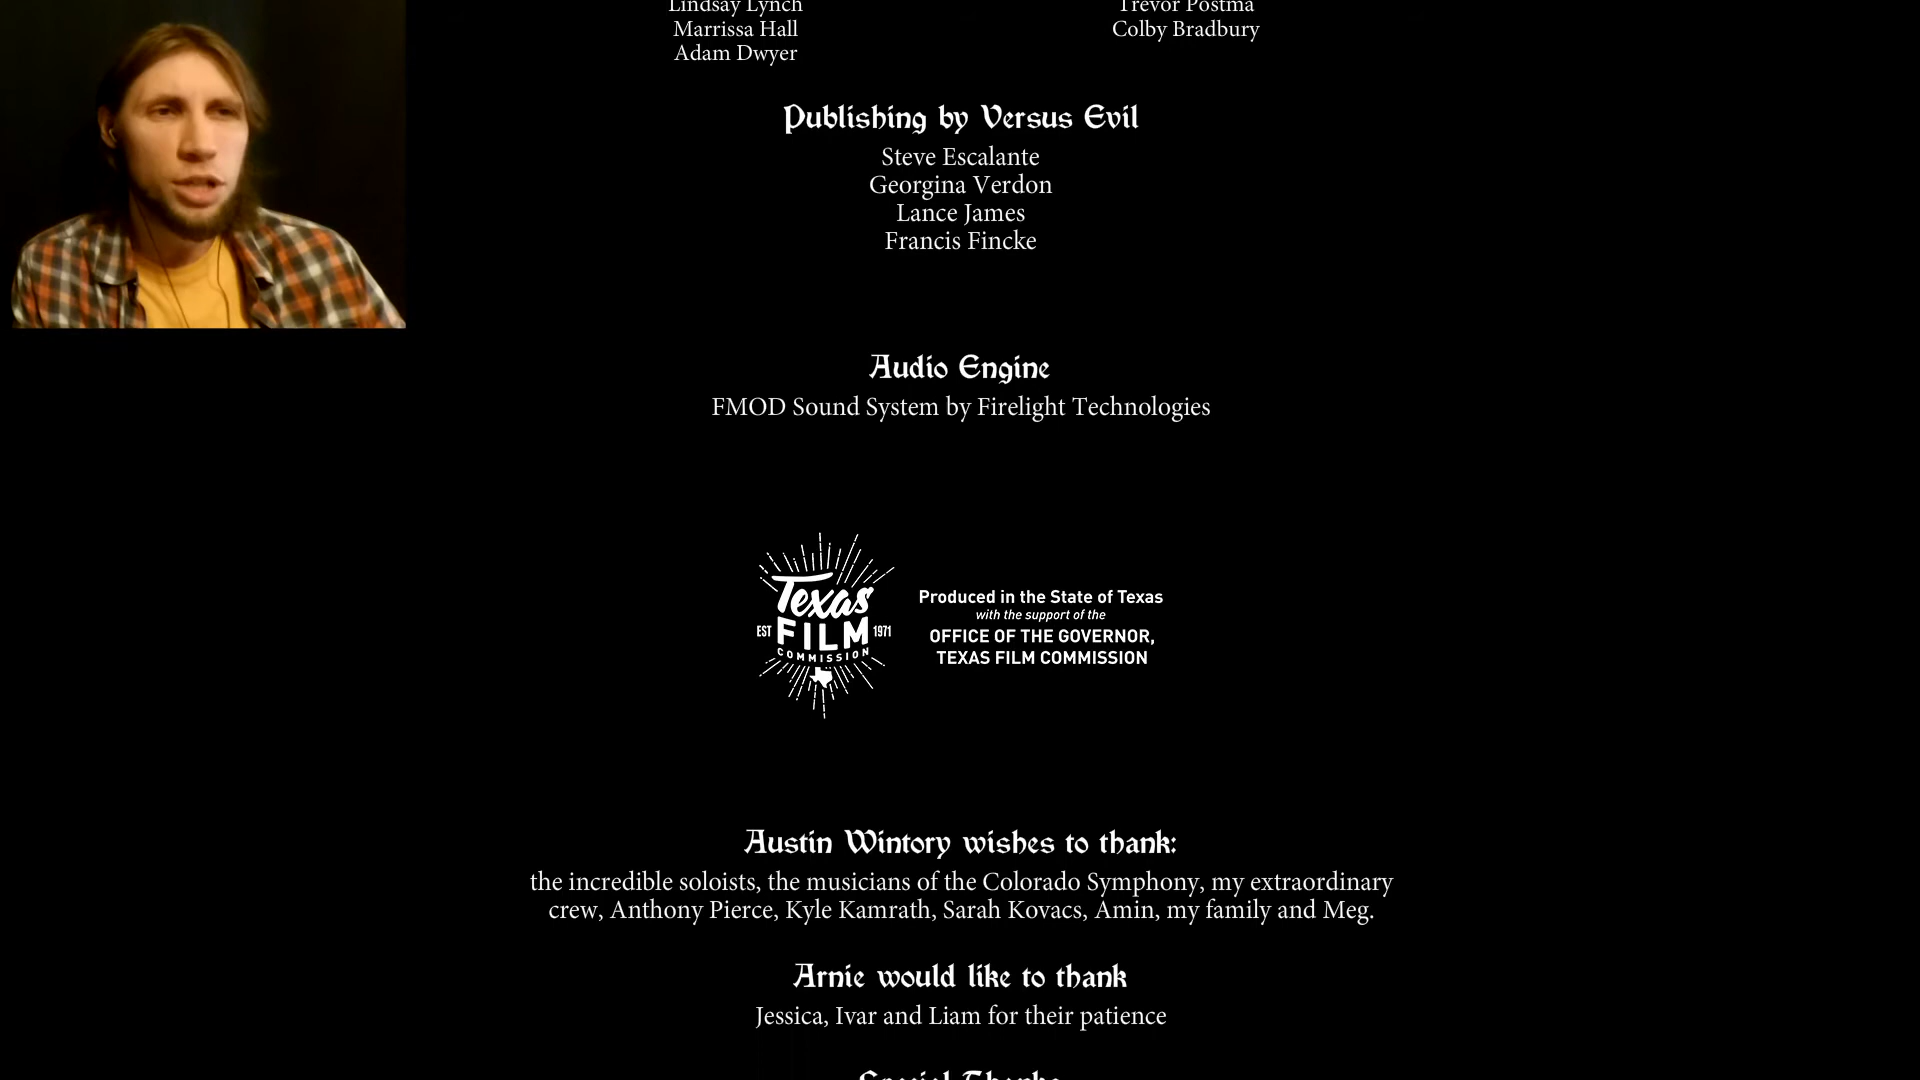 Lindsay Lynch
Marrissa Hall
Adam Dwyer
Trevor Postma
Colby Bradbury
Publishing by Versus Evil
Steve Escalante
Georgina Verdon
Lance James
Francis Fincke
Audio Engine
FMOD Sound System by Firelight Technologies
Texas
EST FILM 1971
COMMISSION
Produced in the State of Texas
with the support of the
OFFICE OF THE GOVERNOR,
TEXAS FILM COMMISSION
Austin Wintory wishes to thank:
the incredible soloists, the musicians of the Colorado Symphony, my extraordinary
crew, Anthony Pierce, Kyle Kamrath, Sarah Kovacs, Amin, my family and Meg.
Arnie would like to thank
Jessica, Ivar and Liam for their patience
Special Thanks